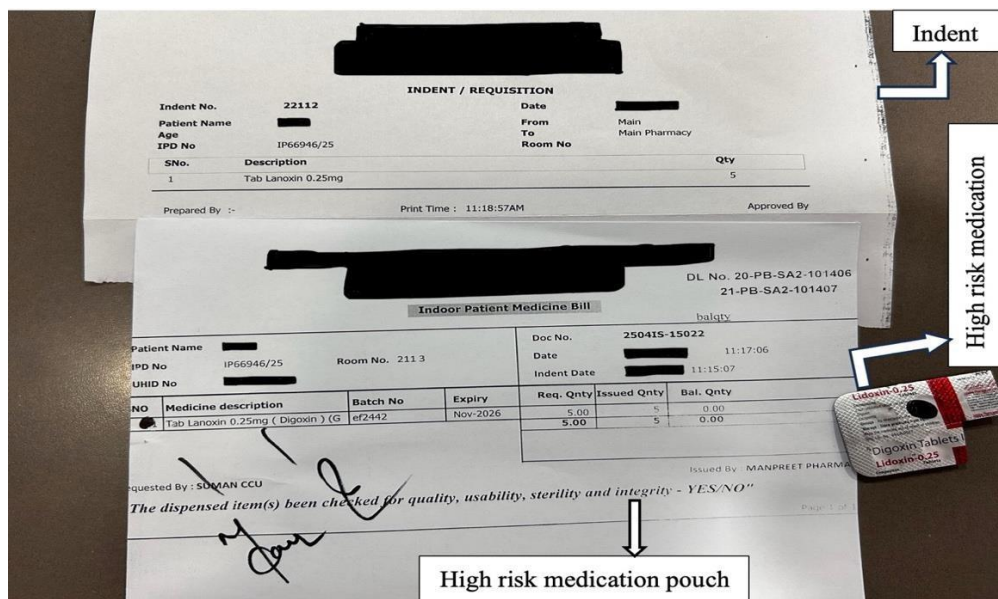 Indent
INDENT / REQUISITION
Indent No. 22112 Date
Patient Name From Main
Age To Main Pharmacy
IPD No IP66946/25 Room No
SNo. Description Qty
1 Tab Lanoxin 0.25mg 5
Prepared By :- Print Time : 11:18:57AM Approved By
High risk medication
DL No. 20-PB-SA2-101406
21-PB-SA2-101407
Indoor Patient Medicine Bill
balqty
Patient Name Doc No. 2504IS-15022
IPD No IP66946/25 Room No. 2113 Date 11:17:06
UHID No Indent Date 11:15:07
NO Medicine description Batch No Expiry Req. Qnty Issued Qnty Bal. Qnty
Tab Lanoxin 0.25mg ( Digoxin ) (G ef2442 Nov-2026 5.00 5 0.00
5.00 5 0.00
Lidoxin-0.25
"Digoxin Tablets I
Lidoxin-0.25
equested By : SUMAN CCU Issued By : MANPREET PHARMA
"The dispensed item(s) been checked for quality, usability, sterility and integrity - YES/NO"
Page 1 of 1
High risk medication pouch